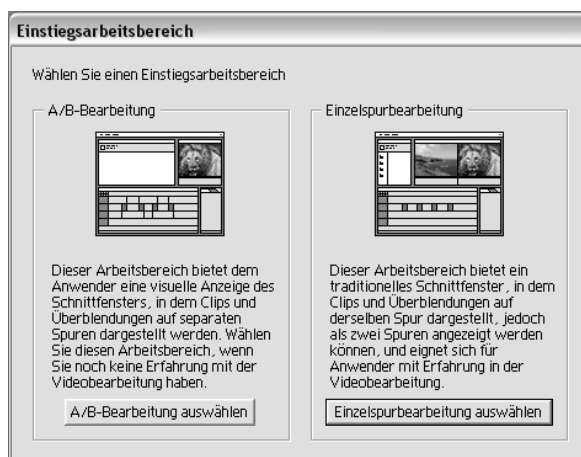 Einstiegsarbeitsbereich
Wählen Sie einen Einstiegsarbeitsbereich
A/B-Bearbeitung
Dieser Arbeitsbereich bietet dem
Anwender eine visuelle Anzeige des
Schnittfensters, in dem Clips und
Überblendungen auf separaten
Spuren dargestellt werden. Wählen
Sie diesen Arbeitsbereich, wenn
Sie noch keine Erfahrung mit der
Videobearbeitung haben.
A/B-Bearbeitung auswählen
Einzelspurbearbeitung
Dieser Arbeitsbereich bietet ein
traditionelles Schnittfenster, in dem
Clips und Überblendungen auf
derselben Spur dargestellt, jedoch
als zwei Spuren angezeigt werden
können, und eignet sich für
Anwender mit Erfahrung in der
Videobearbeitung.
Einzelspurbearbeitung auswählen